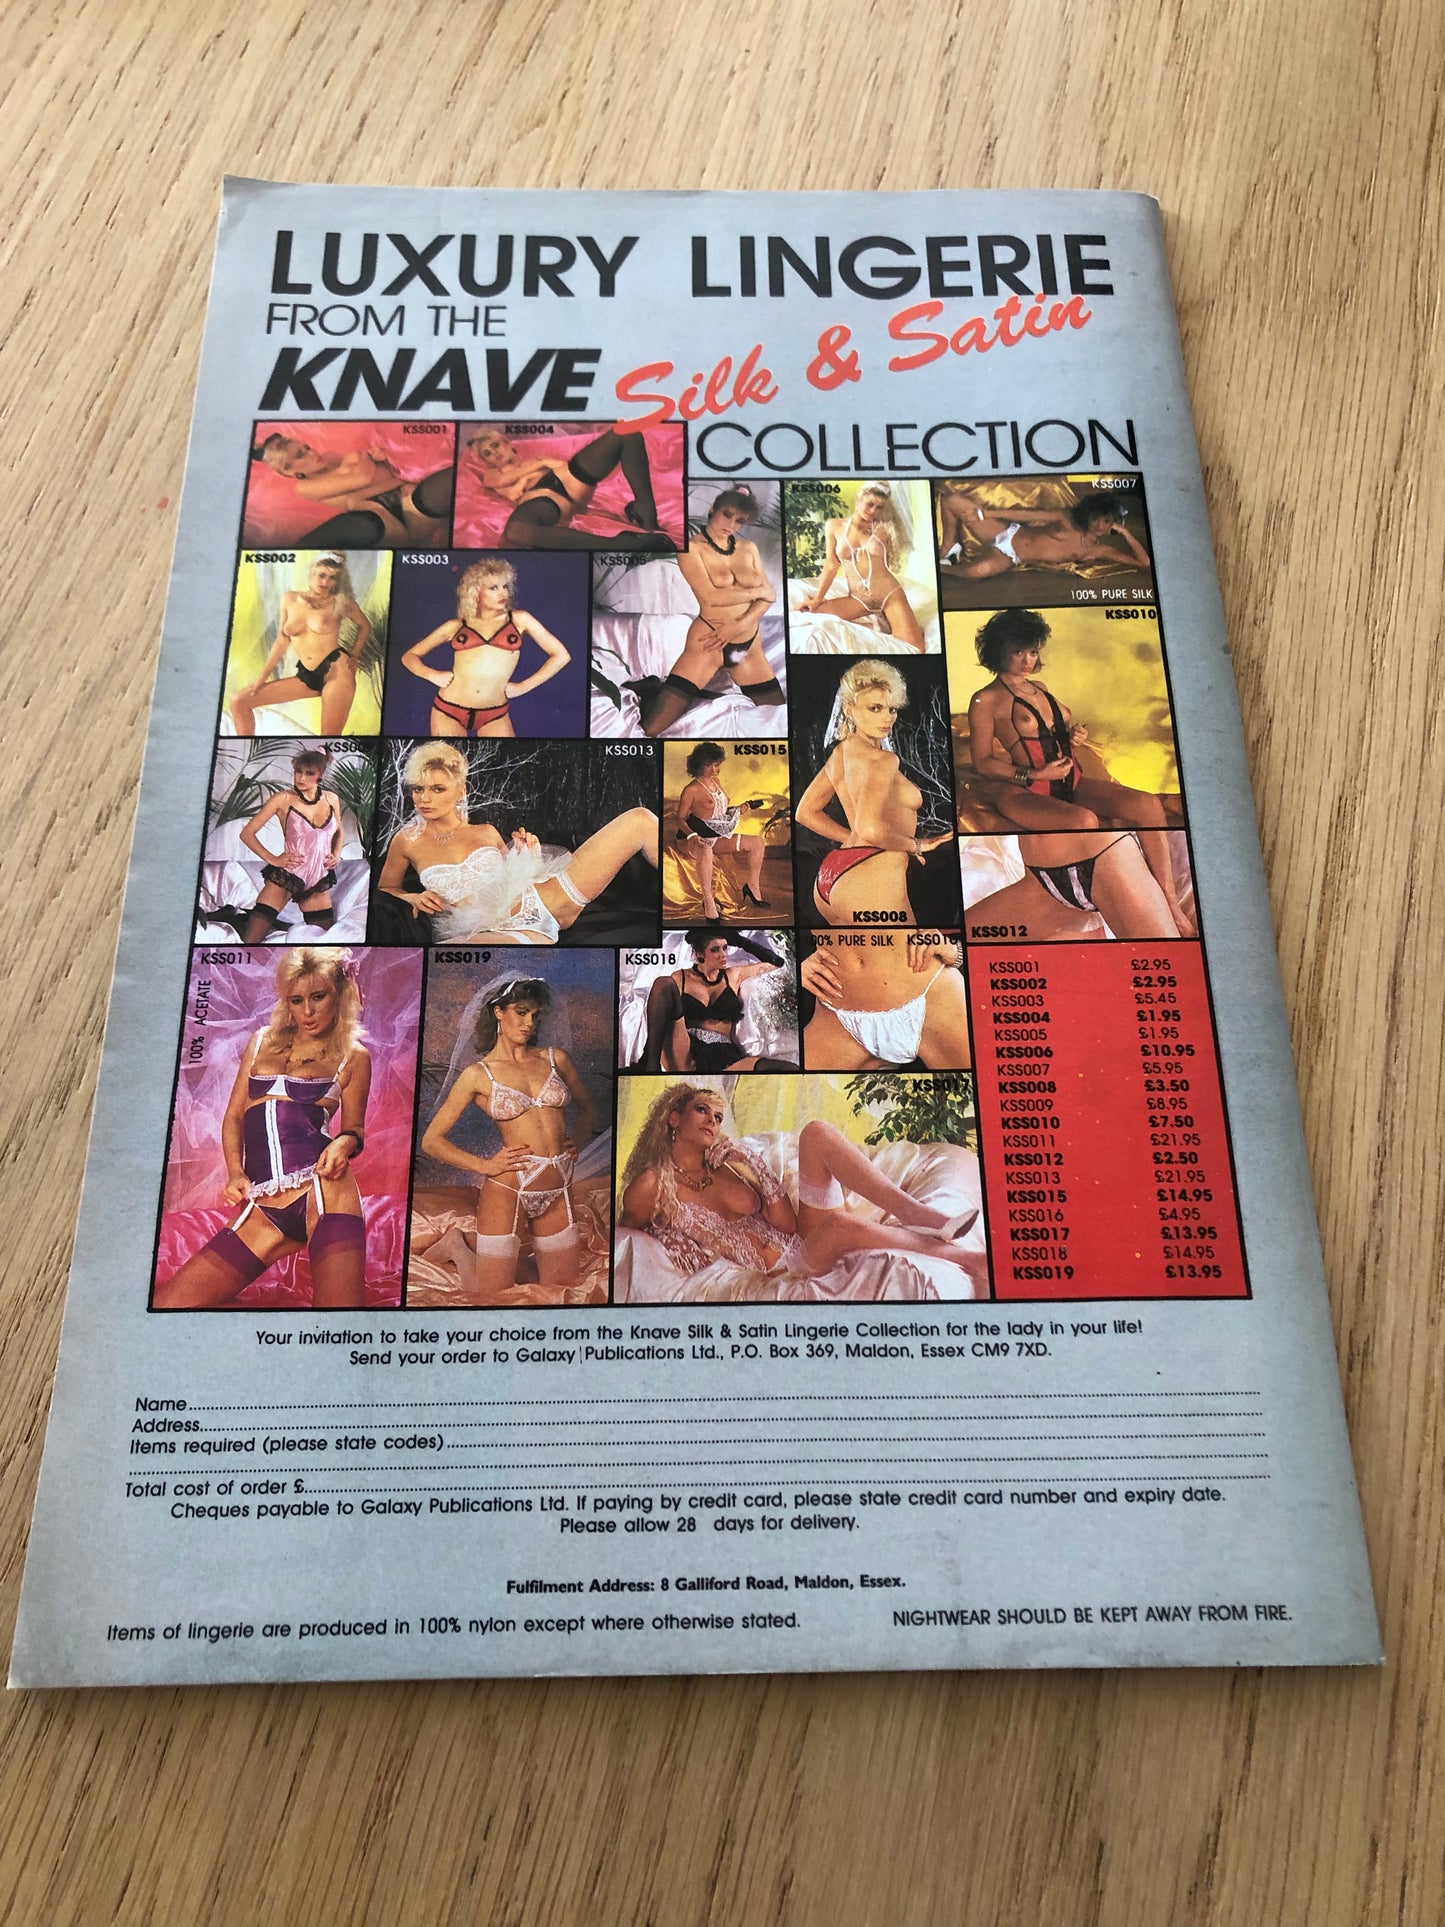 LUXURY LINGERIE
FROM THE
KNAVE Silk & Satin
COLLECTION
KSS001
KSS004
KSS006
KSS007
100% PURE SILK
KSS002
KSS003
KSS005
KSS010
KSS013
KSS015
KSS008
KSS012
KSS011
100% ACETATE
KSS019
KSS018
100% PURE SILK KSS016
KSS017
KSS001 £2.95
KSS002 £2.95
KSS003 £5.45
KSS004 £1.95
KSS005 £1.95
KSS006 £10.95
KSS007 £5.95
KSS008 £3.50
KSS009 £8.95
KSS010 £7.50
KSS011 £21.95
KSS012 £2.50
KSS013 £21.95
KSS015 £14.95
KSS016 £4.95
KSS017 £13.95
KSS018 £14.95
KSS019 £13.95
Your invitation to take your choice from the Knave Silk & Satin Lingerie Collection for the lady in your life!
Send your order to Galaxy Publications Ltd., P.O. Box 369, Maldon, Essex CM9 7XD.
Name
Address
Items required (please state codes)
Total cost of order £
Cheques payable to Galaxy Publications Ltd. If paying by credit card, please state credit card number and expiry date.
Please allow 28 days for delivery.
Fulfilment Address: 8 Galliford Road, Maldon, Essex.
Items of lingerie are produced in 100% nylon except where otherwise stated. NIGHTWEAR SHOULD BE KEPT AWAY FROM FIRE.